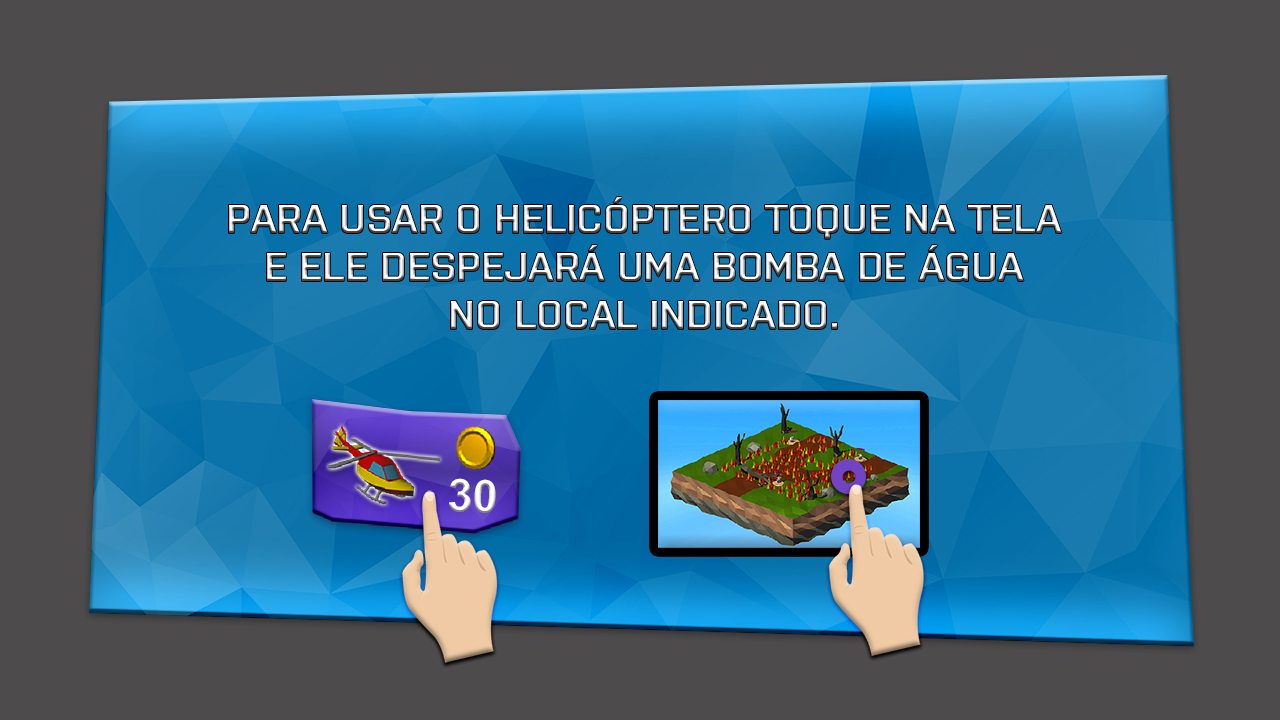 PARA USAR O HELICÓPTERO TOQUE NA TELA
E ELE DESPEJARÁ UMA BOMBA DE ÁGUA
NO LOCAL INDICADO.
30